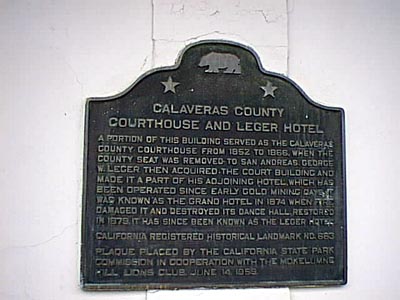 CALAVERAS COUNTY
COURTHOUSE AND LEGER HOTEL
A PORTION OF THIS BUILDING SERVED AS THE CALAVERAS
COUNTY COURTHOUSE FROM 1852 TO 1866, WHEN THE
COUNTY SEAT WAS REMOVED TO SAN ANDREAS. GEORGE
W. LEGER THEN ACQUIRED THE COURT BUILDING AND
MADE IT A PART OF HIS ADJOINING HOTEL, WHICH HAS
BEEN OPERATED SINCE EARLY GOLD MINING DAYS. IT
WAS KNOWN AS THE GRAND HOTEL IN 1874 WHEN FIRE
DAMAGED IT AND DESTROYED ITS DANCE HALL. RESTORED
IN 1879, IT HAS SINCE BEEN KNOWN AS THE LEGER HOTEL.
CALIFORNIA REGISTERED HISTORICAL LANDMARK NO. 663
PLAQUE PLACED BY THE CALIFORNIA STATE PARK
COMMISSION IN COOPERATION WITH THE MOKELUMNE
HILL LIONS CLUB, JUNE 14, 1959.